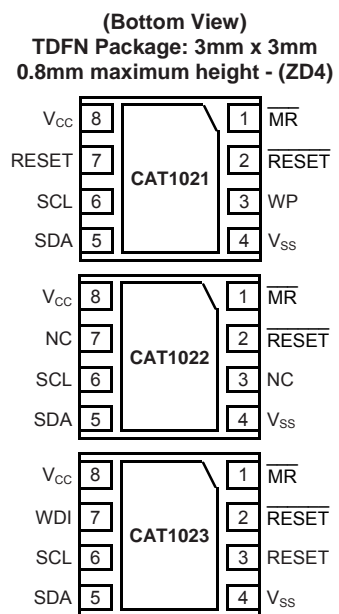 (Bottom View)
TDFN Package: 3mm x 3mm
0.8mm maximum height - (ZD4)
VCC 8 1 MR
RESET 7 2 RESET
CAT1021
SCL 6 3 WP
SDA 5 4 VSS
VCC 8 1 MR
NC 7 2 RESET
CAT1022
SCL 6 3 NC
SDA 5 4 VSS
VCC 8 1 MR
WDI 7 2 RESET
CAT1023
SCL 6 3 RESET
SDA 5 4 VSS